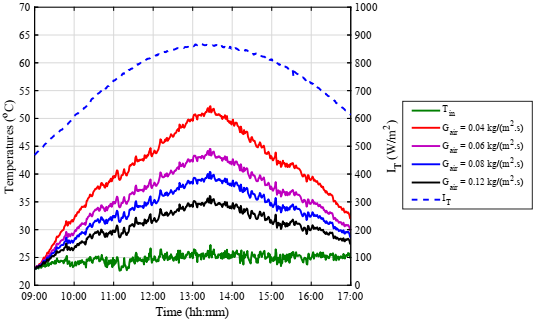 70
65
60
55
50
45
40
35
30
25
20
Temperatures (°C)
1000
900
800
700
600
500
400
300
200
100
0
I_T (W/m²)
09:00 10:00 11:00 12:00 13:00 14:00 15:00 16:00 17:00
Time (hh:mm)
T_in
G_air = 0.04 kg/(m².s)
G_air = 0.06 kg/(m².s)
G_air = 0.08 kg/(m².s)
G_air = 0.12 kg/(m².s)
I_T